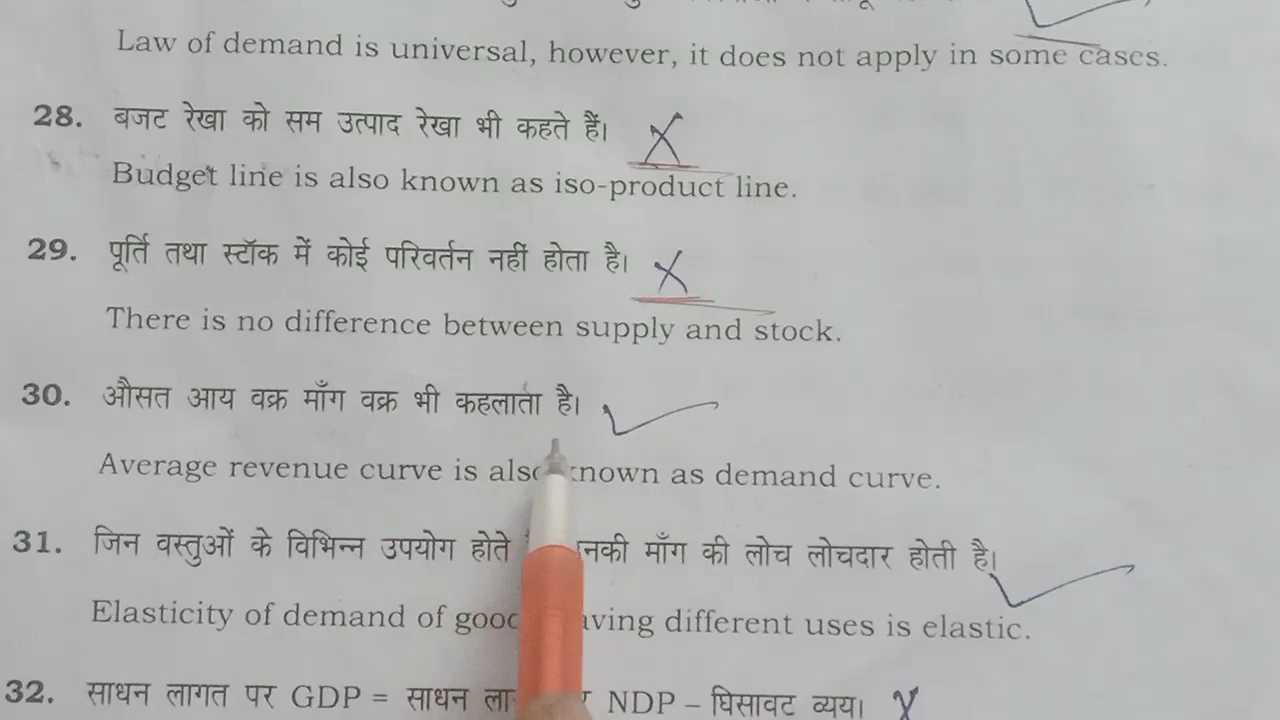 Law of demand is universal, however, it does not apply in some cases.
28. बजट रेखा को सम उत्पाद रेखा भी कहते हैं।
Budget line is also known as iso-product line.
29. पूर्ति तथा स्टॉक में कोई परिवर्तन नहीं होता है।
There is no difference between supply and stock.
30. औसत आय वक्र माँग वक्र भी कहलाता है।
Average revenue curve is also known as demand curve.
31. जिन वस्तुओं के विभिन्न उपयोग होते माँग की लोच लोचदार होती है।
Elasticity of demand of different uses is elastic.
32. साधन लागत पर GDP = साधन NDP – घिसावट व्यय।